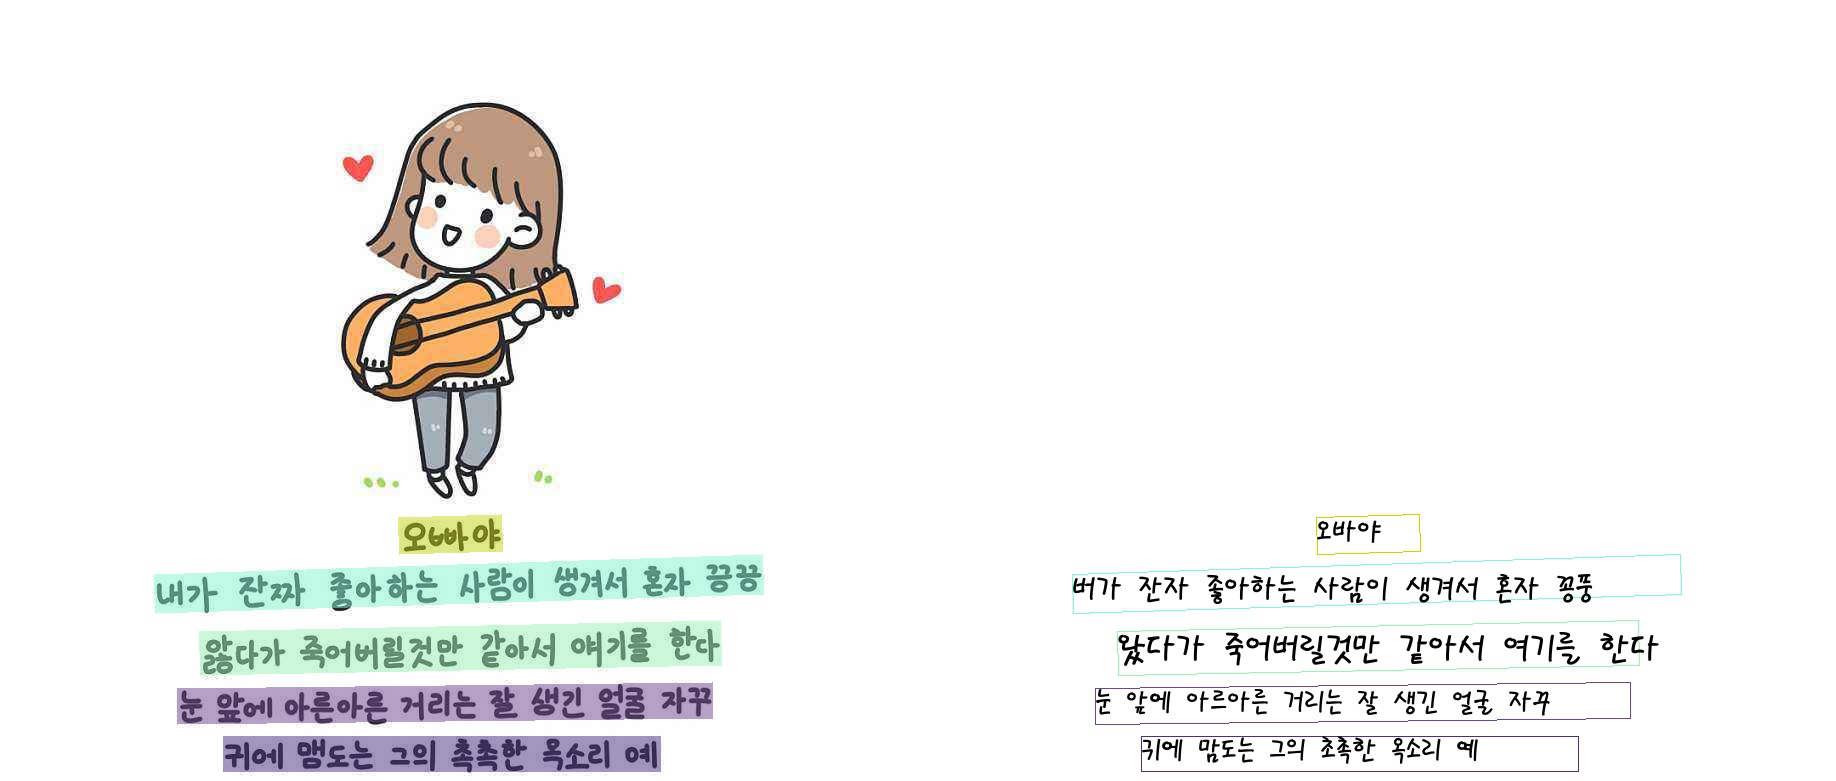 오빠야
내가 잔짜 좋아하는 사람이 생겨서 혼자 끙끙
앓다가 죽어버릴것만 같아서 얘기를 한다
눈 앞에 아른아른 거리는 잘 생긴 얼굴 자꾸
귀에 맴도는 그의 촉촉한 목소리 예
오바야
버가 잔자 좋아하는 사람이 생겨서 혼자 꽁풍
왔다가 죽어버릴것만 같아서 여기를 한다
눈 앞에 아르아른 거리는 잘 생긴 얼굴 자꾸
귀에 맘도는 그의 초촉한 옥소리 예